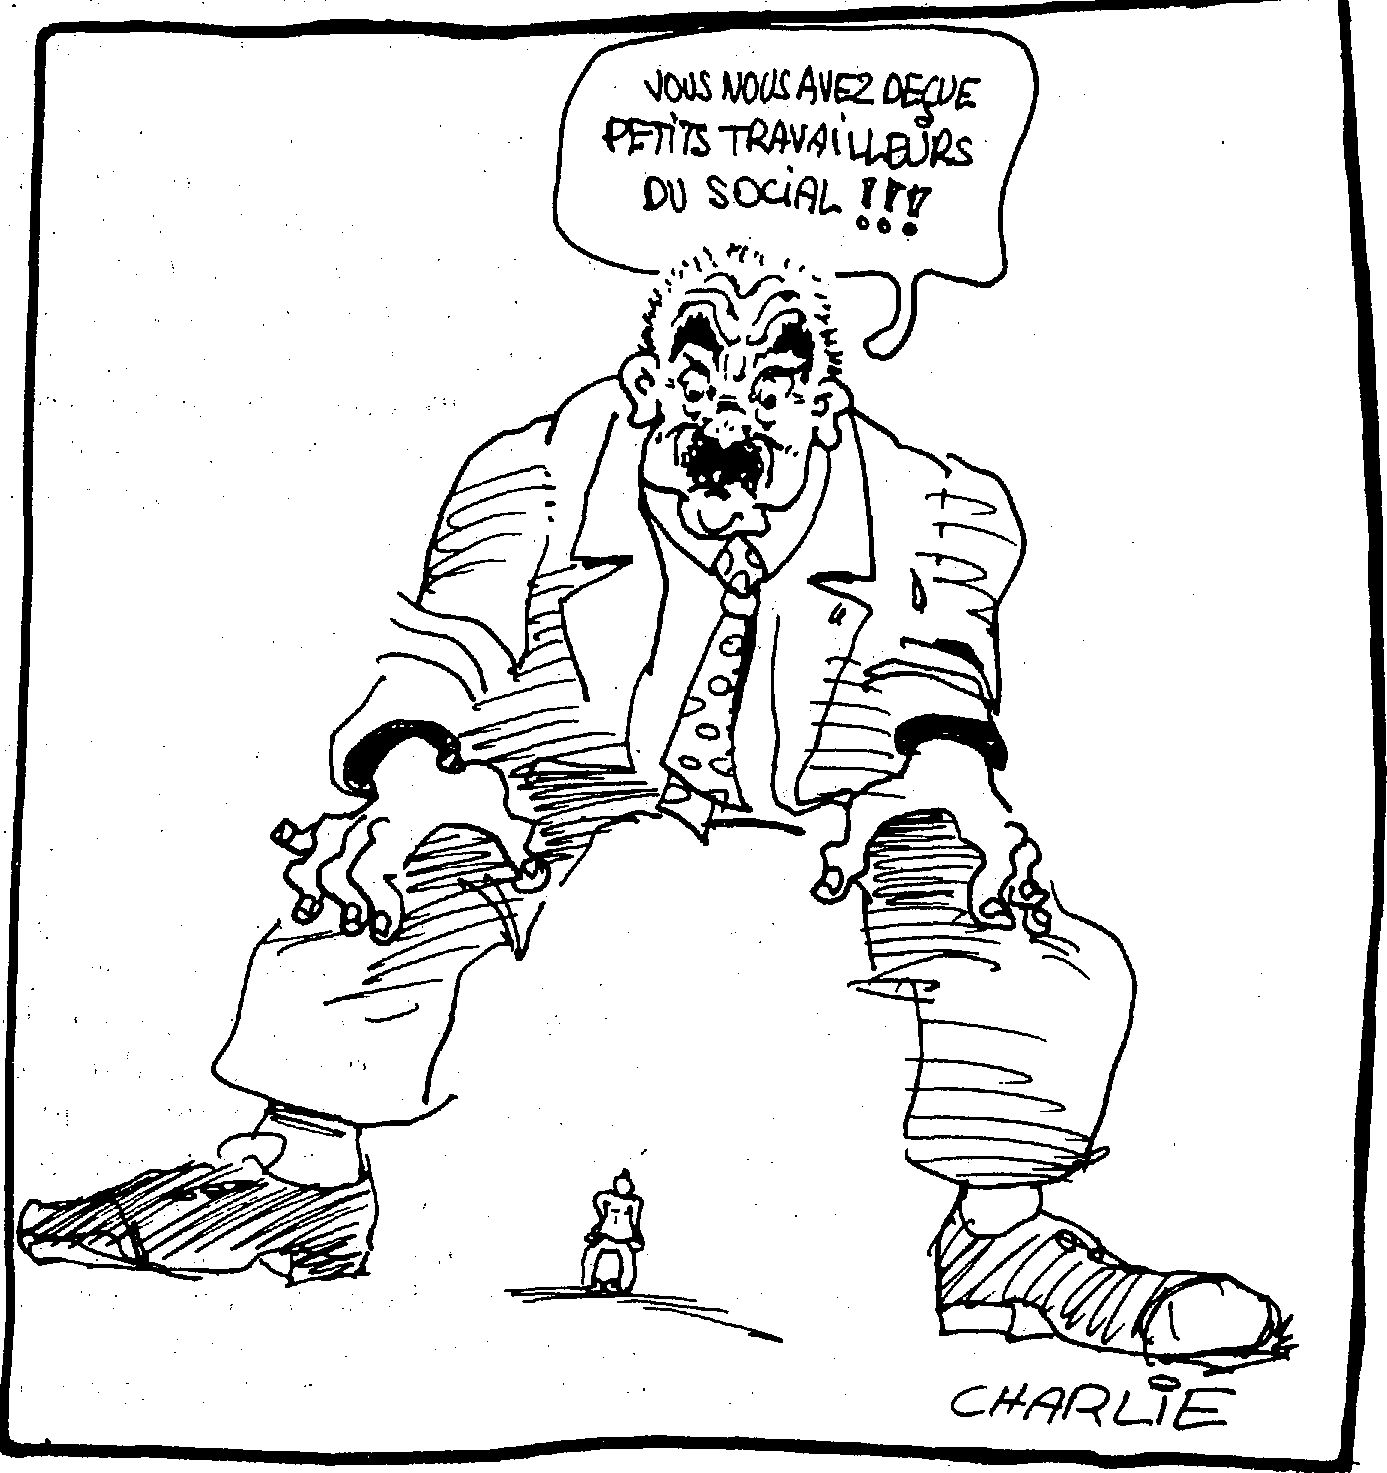 VOUS NOUS AVEZ DEÇUE
PETITS TRAVAILLEURS
DU SOCIAL !!!
CHARLIE